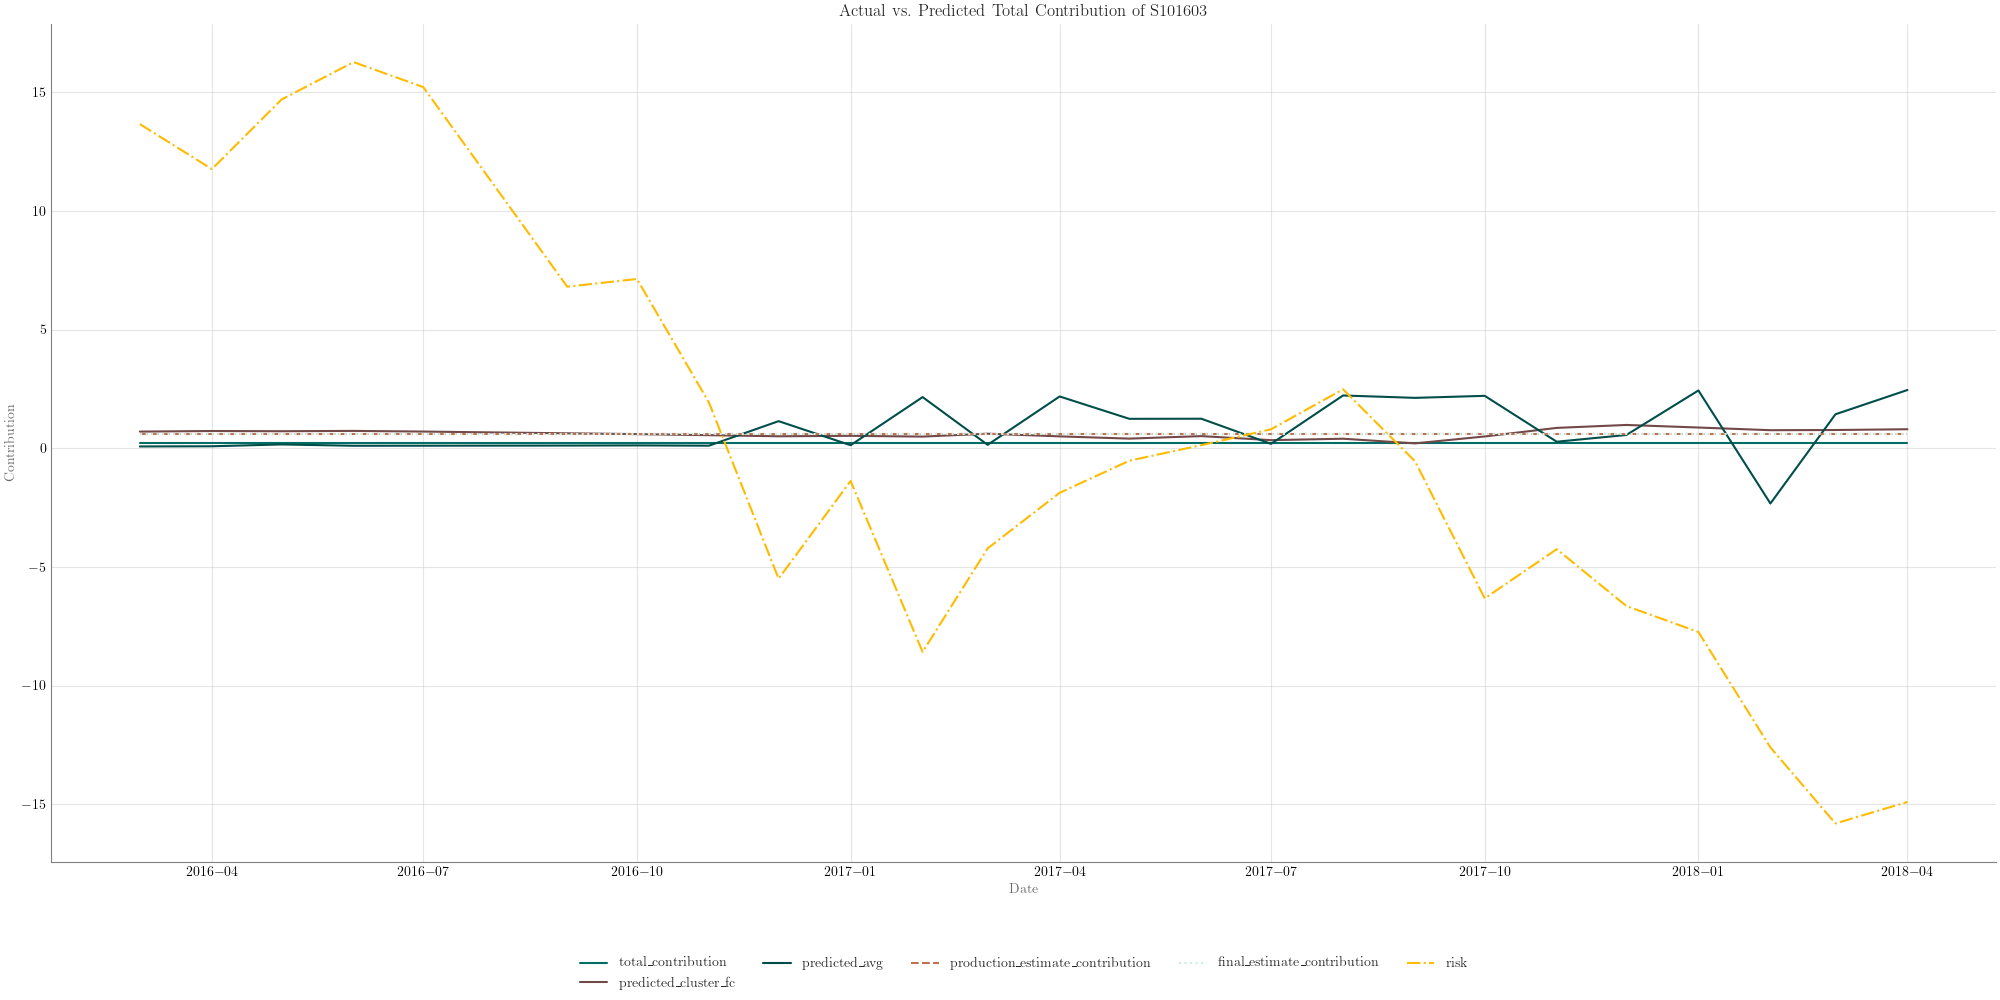 Actual vs. Predicted Total Contribution of S101603
15
10
5
0
−5
−10
−15
Contribution
2016−04 2016−07 2016−10 2017−01 2017−04 2017−07 2017−10 2018−01 2018−04
Date
total_contribution predicted_avg production_estimate_contribution final_estimate_contribution risk
predicted_cluster_fc